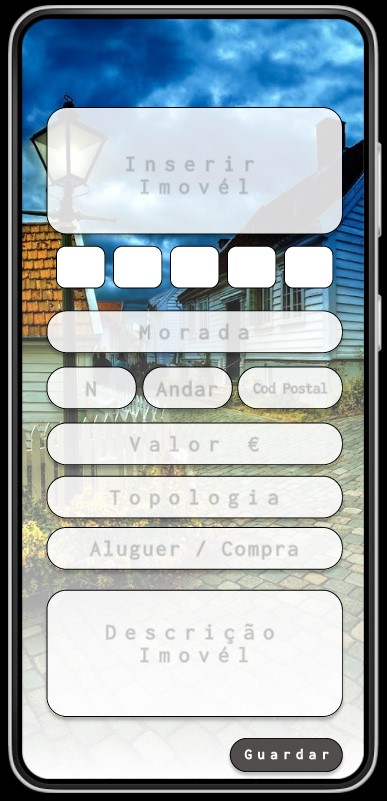 Inserir
Imovél
Morada
N Andar Cod Postal
Valor €
Topologia
Aluguer / Compra
Descrição
Imovél
Guardar